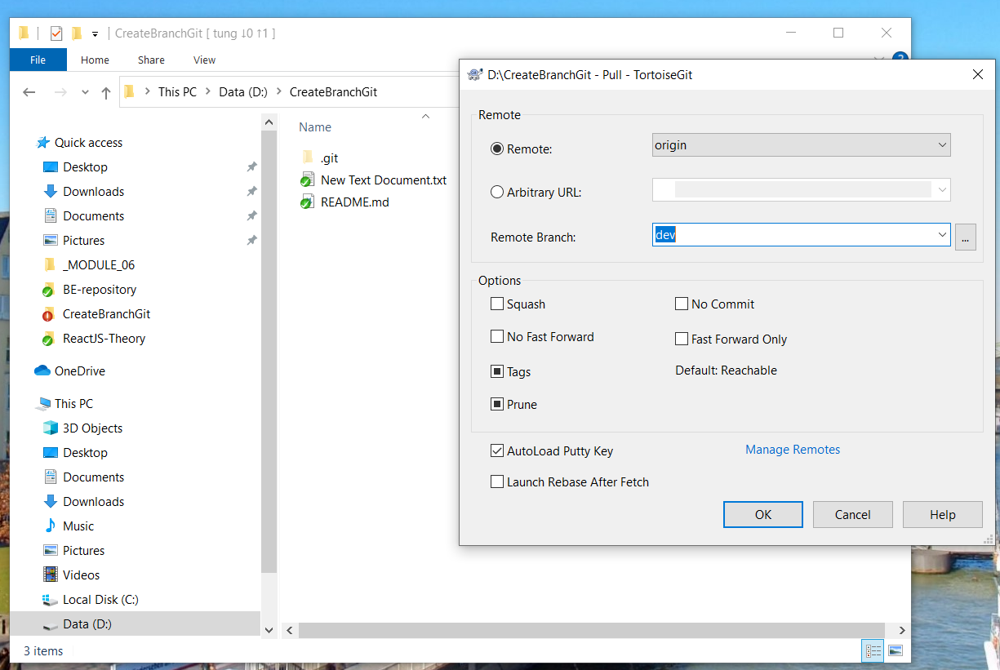 CreateBranchGit [ tung ↓0 ↑1 ]
File Home Share View
This PC > Data (D:) > CreateBranchGit
Quick access
Desktop
Downloads
Documents
Pictures
_MODULE_06
BE-repository
CreateBranchGit
ReactJS-Theory
OneDrive
This PC
3D Objects
Desktop
Documents
Downloads
Music
Pictures
Videos
Local Disk (C:)
Data (D:)
3 items
Name
.git
New Text Document.txt
README.md
D:\CreateBranchGit - Pull - TortoiseGit
Remote
Remote: origin
Arbitrary URL:
Remote Branch: dev ...
Options
Squash No Commit
No Fast Forward Fast Forward Only
Tags Default: Reachable
Prune
AutoLoad Putty Key Manage Remotes
Launch Rebase After Fetch
OK Cancel Help